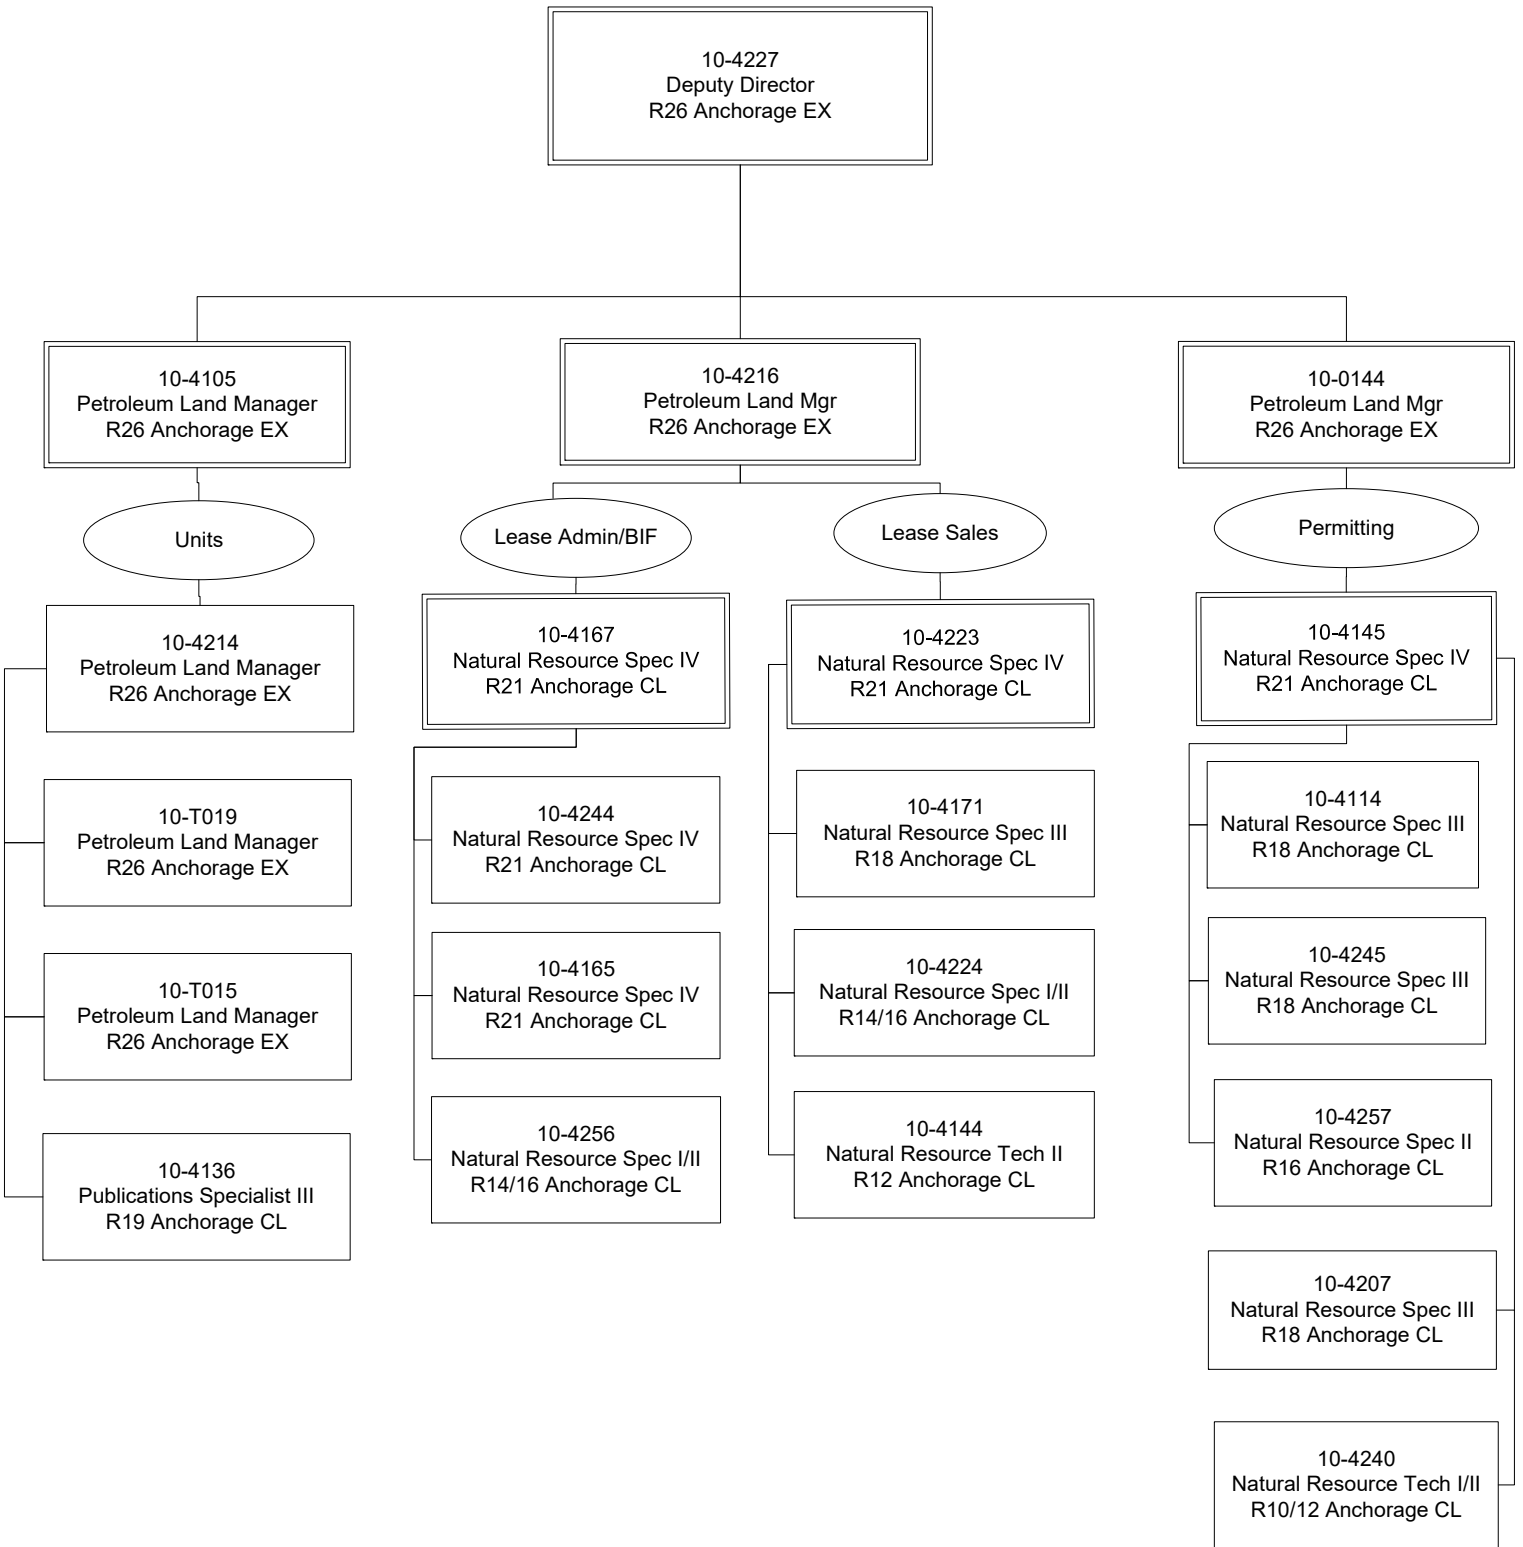 10-4227
Deputy Director
R26 Anchorage EX
10-4105
Petroleum Land Manager
R26 Anchorage EX
10-4216
Petroleum Land Mgr
R26 Anchorage EX
10-0144
Petroleum Land Mgr
R26 Anchorage EX
Units
Lease Admin/BIF
Lease Sales
Permitting
10-4214
Petroleum Land Manager
R26 Anchorage EX
10-T019
Petroleum Land Manager
R26 Anchorage EX
10-T015
Petroleum Land Manager
R26 Anchorage EX
10-4136
Publications Specialist III
R19 Anchorage CL
10-4167
Natural Resource Spec IV
R21 Anchorage CL
10-4244
Natural Resource Spec IV
R21 Anchorage CL
10-4165
Natural Resource Spec IV
R21 Anchorage CL
10-4256
Natural Resource Spec I/II
R14/16 Anchorage CL
10-4223
Natural Resource Spec IV
R21 Anchorage CL
10-4171
Natural Resource Spec III
R18 Anchorage CL
10-4224
Natural Resource Spec I/II
R14/16 Anchorage CL
10-4144
Natural Resource Tech II
R12 Anchorage CL
10-4145
Natural Resource Spec IV
R21 Anchorage CL
10-4114
Natural Resource Spec III
R18 Anchorage CL
10-4245
Natural Resource Spec III
R18 Anchorage CL
10-4257
Natural Resource Spec II
R16 Anchorage CL
10-4207
Natural Resource Spec III
R18 Anchorage CL
10-4240
Natural Resource Tech I/II
R10/12 Anchorage CL